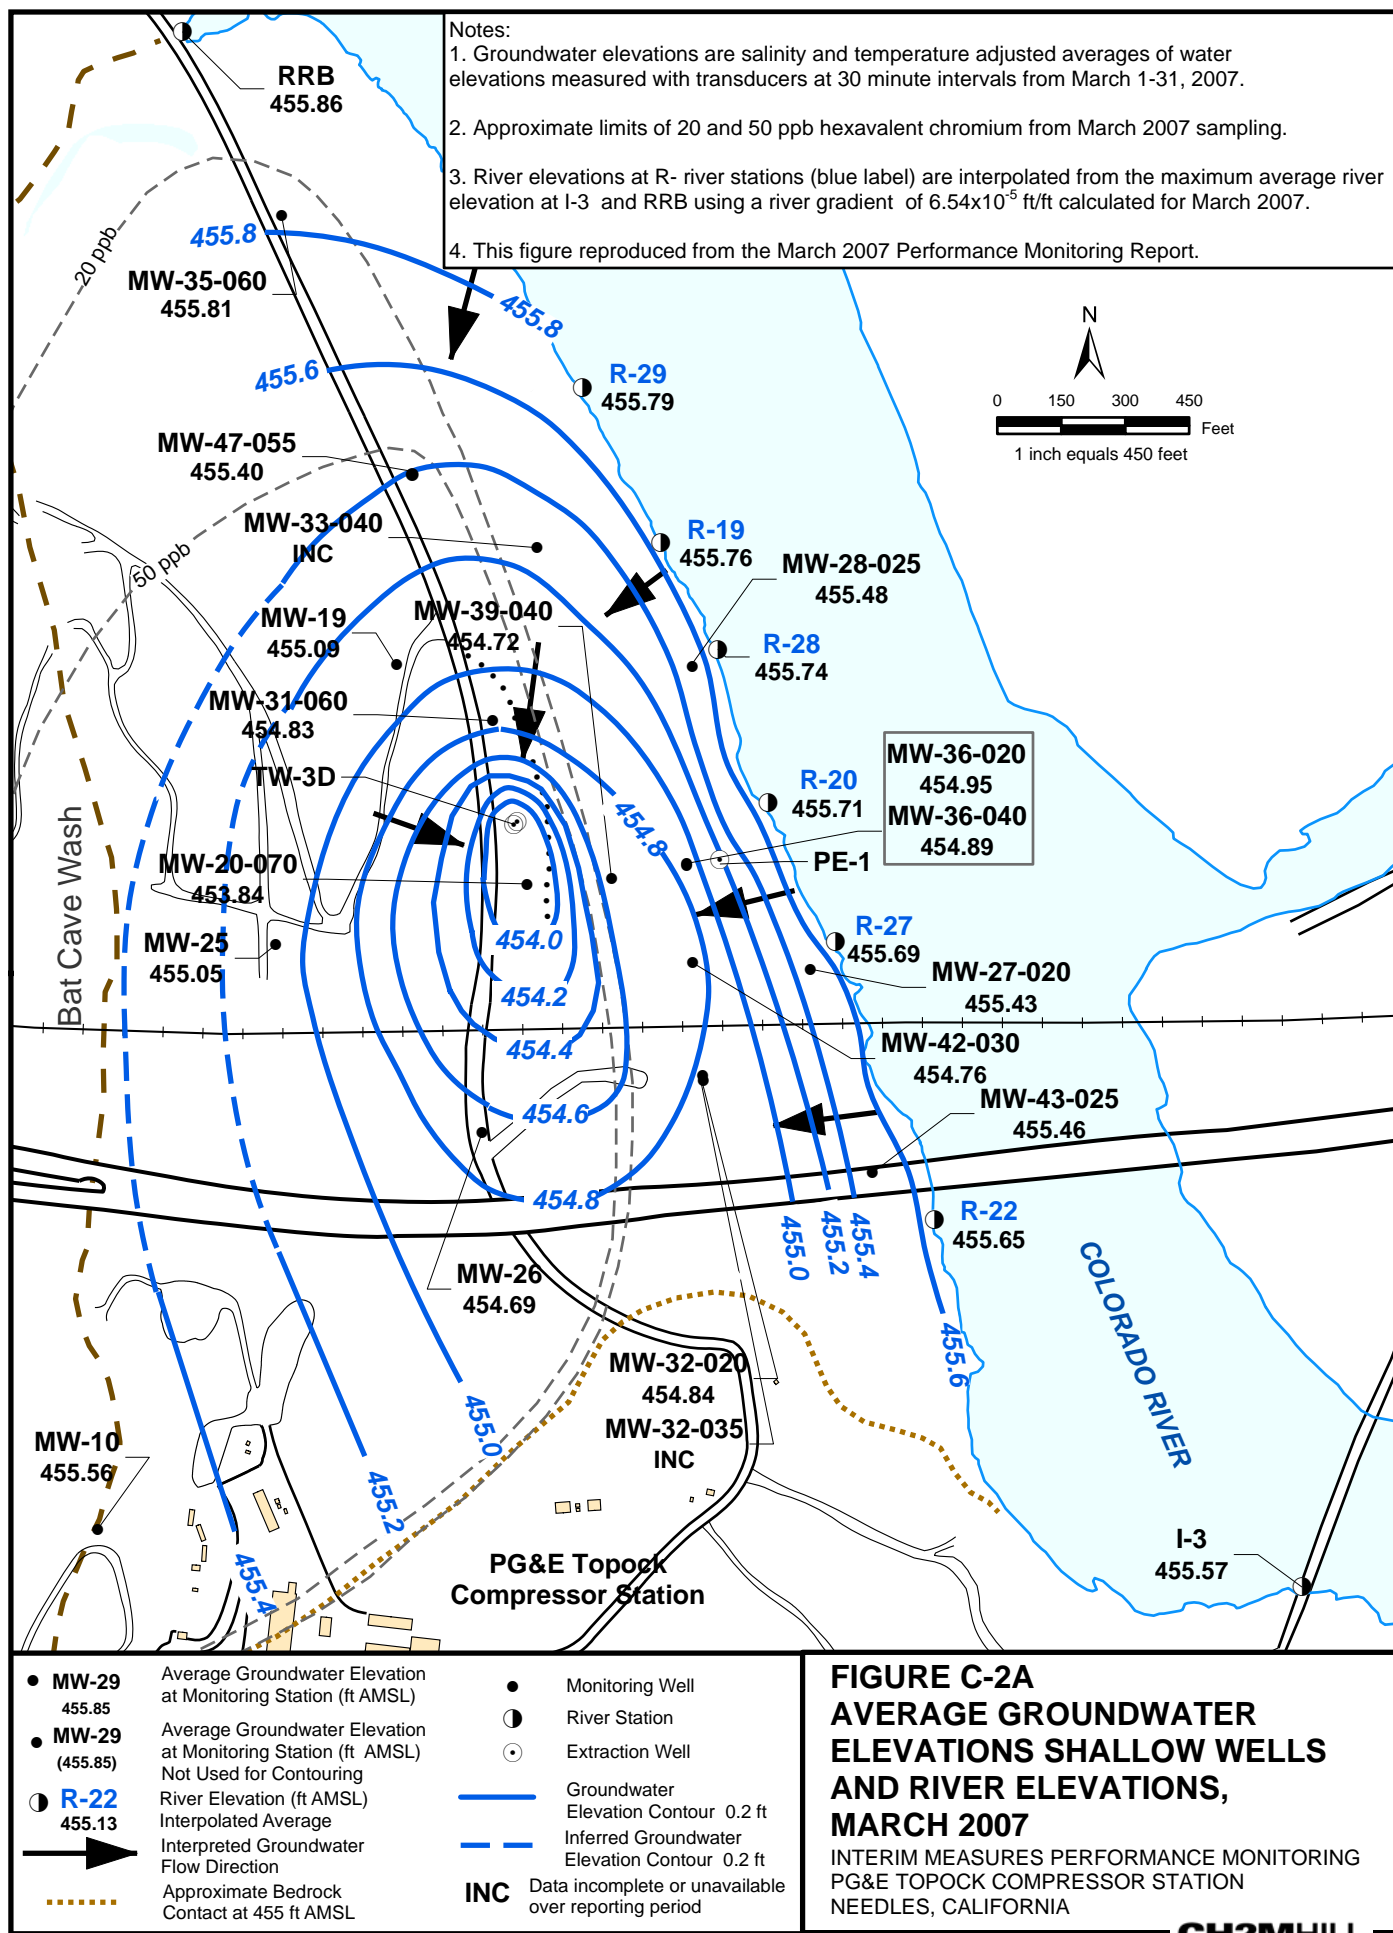 Notes:
1. Groundwater elevations are salinity and temperature adjusted averages of water
elevations measured with transducers at 30 minute intervals from March 1-31, 2007.
2. Approximate limits of 20 and 50 ppb hexavalent chromium from March 2007 sampling.
3. River elevations at R- river stations (blue label) are interpolated from the maximum average river
elevation at I-3 and RRB using a river gradient of 6.54x10⁻⁵ ft/ft calculated for March 2007.
4. This figure reproduced from the March 2007 Performance Monitoring Report.
RRB
455.86
20 ppb
455.8
MW-35-060
455.81
455.8
N
455.6
R-29
455.79
0 150 300 450
Feet
1 inch equals 450 feet
MW-47-055
455.40
MW-33-040
INC
50 ppb
R-19
455.76
MW-28-025
455.48
MW-19
455.09
MW-39-040
454.72
R-28
455.74
MW-31-060
454.83
TW-3D
454.8
R-20
455.71
MW-36-020
454.95
MW-36-040
454.89
PE-1
MW-20-070
453.84
Bat Cave Wash
MW-25
455.05
454.0
R-27
455.69
MW-27-020
455.43
454.2
454.4
MW-42-030
454.76
454.6
MW-43-025
455.46
454.8
455.0
455.2
455.4
R-22
455.65
MW-26
454.69
COLORADO RIVER
455.6
MW-32-020
454.84
MW-32-035
INC
455.0
MW-10
455.56
455.2
455.4
PG&E Topock
Compressor Station
I-3
455.57
MW-29
455.85
Average Groundwater Elevation
at Monitoring Station (ft AMSL)
MW-29
(455.85)
Average Groundwater Elevation
at Monitoring Station (ft AMSL)
Not Used for Contouring
R-22
455.13
River Elevation (ft AMSL)
Interpolated Average
Interpreted Groundwater
Flow Direction
Approximate Bedrock
Contact at 455 ft AMSL
Monitoring Well
River Station
Extraction Well
Groundwater
Elevation Contour 0.2 ft
Inferred Groundwater
Elevation Contour 0.2 ft
INC
Data incomplete or unavailable
over reporting period
FIGURE C-2A
AVERAGE GROUNDWATER
ELEVATIONS SHALLOW WELLS
AND RIVER ELEVATIONS,
MARCH 2007
INTERIM MEASURES PERFORMANCE MONITORING
PG&E TOPOCK COMPRESSOR STATION
NEEDLES, CALIFORNIA
CH2MHILL